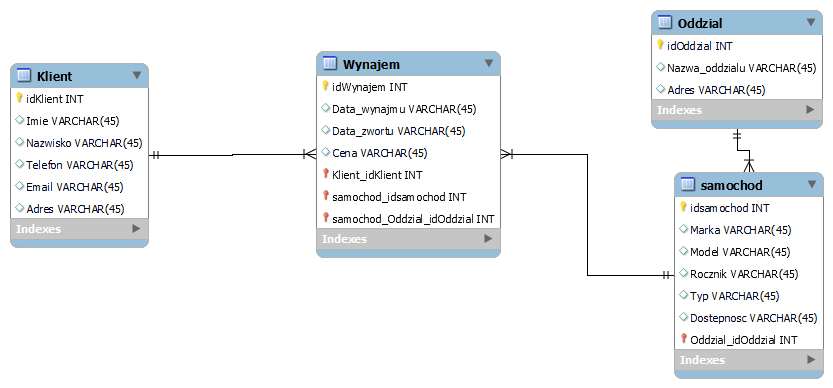 Klient
idKlient INT
Imie VARCHAR(45)
Nazwisko VARCHAR(45)
Telefon VARCHAR(45)
Email VARCHAR(45)
Adres VARCHAR(45)
Indexes
Wynajem
idWynajem INT
Data_wynajmu VARCHAR(45)
Data_zwortu VARCHAR(45)
Cena VARCHAR(45)
Klient_idKlient INT
samochod_idsamochod INT
samochod_Oddzial_idOddzial INT
Indexes
Oddzial
idOddzial INT
Nazwa_oddzialu VARCHAR(45)
Adres VARCHAR(45)
Indexes
samochod
idsamochod INT
Marka VARCHAR(45)
Model VARCHAR(45)
Rocznik VARCHAR(45)
Typ VARCHAR(45)
Dostepnosc VARCHAR(45)
Oddzial_idOddzial INT
Indexes